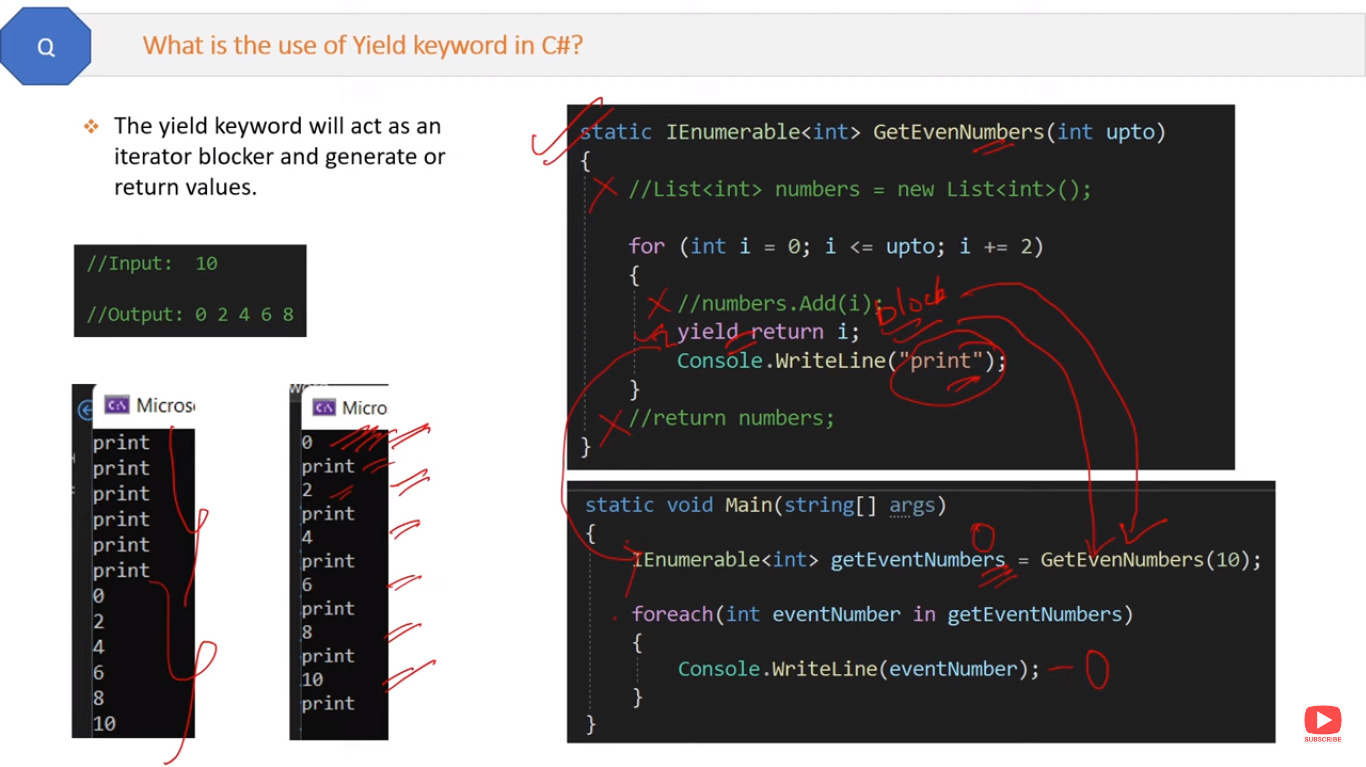 Q
What is the use of Yield keyword in C#?
❖ The yield keyword will act as an
iterator blocker and generate or
return values.
//Input:  10
//Output: 0 2 4 6 8
Micros
print
print
print
print
print
print
0
2
4
6
8
10
Micro
0
print
2
print
4
print
6
print
8
print
10
print
static IEnumerable<int> GetEvenNumbers(int upto)
{
//List<int> numbers = new List<int>();
for (int i = 0; i <= upto; i += 2)
{
//numbers.Add(i);
block
yield return i;
Console.WriteLine("print");
}
//return numbers;
}
static void Main(string[] args)
{
0
IEnumerable<int> getEventNumbers = GetEvenNumbers(10);
foreach(int eventNumber in getEventNumbers)
{
Console.WriteLine(eventNumber); — 0
}
}
SUBSCRIBE